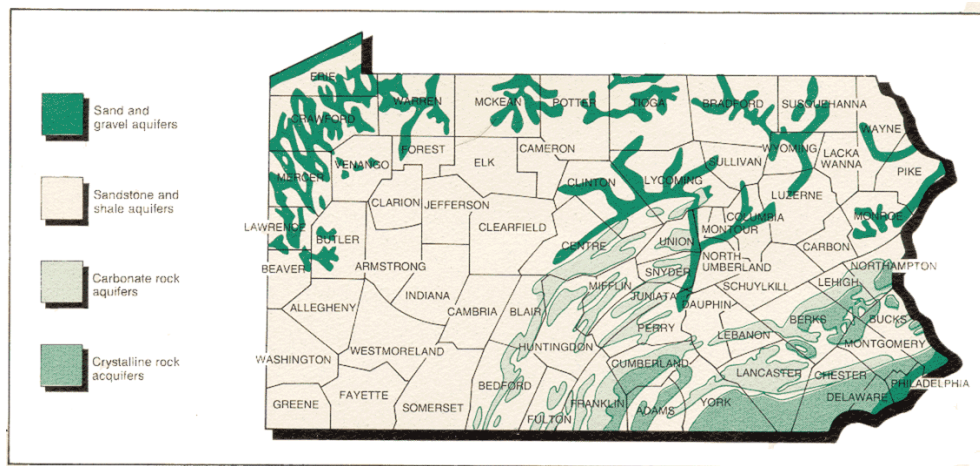 Sand and
gravel aquifers
Sandstone and
shale aquifers
Carbonate rock
aquifers
Crystalline rock
acquifers
ERIE
CRAWFORD
WARREN
MCKEAN
POTTER
TIOGA
BRADFORD
SUSQUEHANNA
WAYNE
MERCER
VENANGO
FOREST
ELK
CAMERON
SULLIVAN
WYOMING
LACKA
WANNA
PIKE
CLINTON
LYCOMING
LUZERNE
LAWRENCE
CLARION
JEFFERSON
CLEARFIELD
COLUMBIA
MONTOUR
MONROE
BUTLER
CENTRE
UNION
CARBON
BEAVER
ARMSTRONG
SNYDER
NORTH
UMBERLAND
NORTHAMPTON
INDIANA
MIFFLIN
JUNIATA
SCHUYLKILL
LEHIGH
ALLEGHENY
CAMBRIA
BLAIR
DAUPHIN
BERKS
BUCKS
PERRY
LEBANON
MONTGOMERY
WASHINGTON
WESTMORELAND
HUNTINGDON
CUMBERLAND
LANCASTER
CHESTER
PHILADELPHIA
GREENE
FAYETTE
SOMERSET
BEDFORD
FULTON
FRANKLIN
ADAMS
YORK
DELAWARE